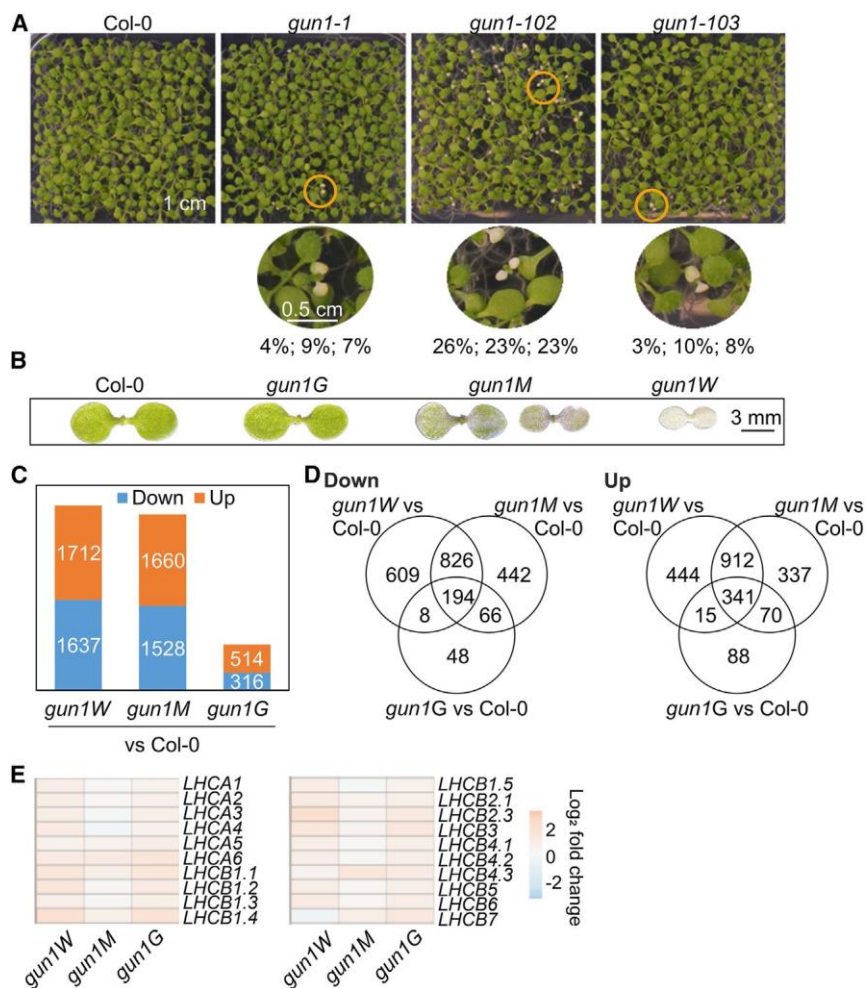 A
Col-0
gun1-1
gun1-102
gun1-103
1 cm
0.5 cm
4%; 9%; 7%
26%; 23%; 23%
3%; 10%; 8%
B
Col-0
gun1G
gun1M
gun1W
3 mm
C
Down
Up
1712
1660
514
1637
1528
316
gun1W
gun1M
gun1G
vs Col-0
D
Down
gun1W vs
Col-0
gun1M vs
Col-0
609
826
442
194
8
66
48
gun1G vs Col-0
Up
gun1W vs
Col-0
gun1M vs
Col-0
444
912
337
341
15
70
88
gun1G vs Col-0
E
LHCA1
LHCA2
LHCA3
LHCA4
LHCA5
LHCA6
LHCB1.1
LHCB1.2
LHCB1.3
LHCB1.4
gun1W
gun1M
gun1G
LHCB1.5
LHCB2.1
LHCB2.3
LHCB3
LHCB4.1
LHCB4.2
LHCB4.3
LHCB5
LHCB6
LHCB7
gun1W
gun1M
gun1G
2
0
-2
Log₂ fold change